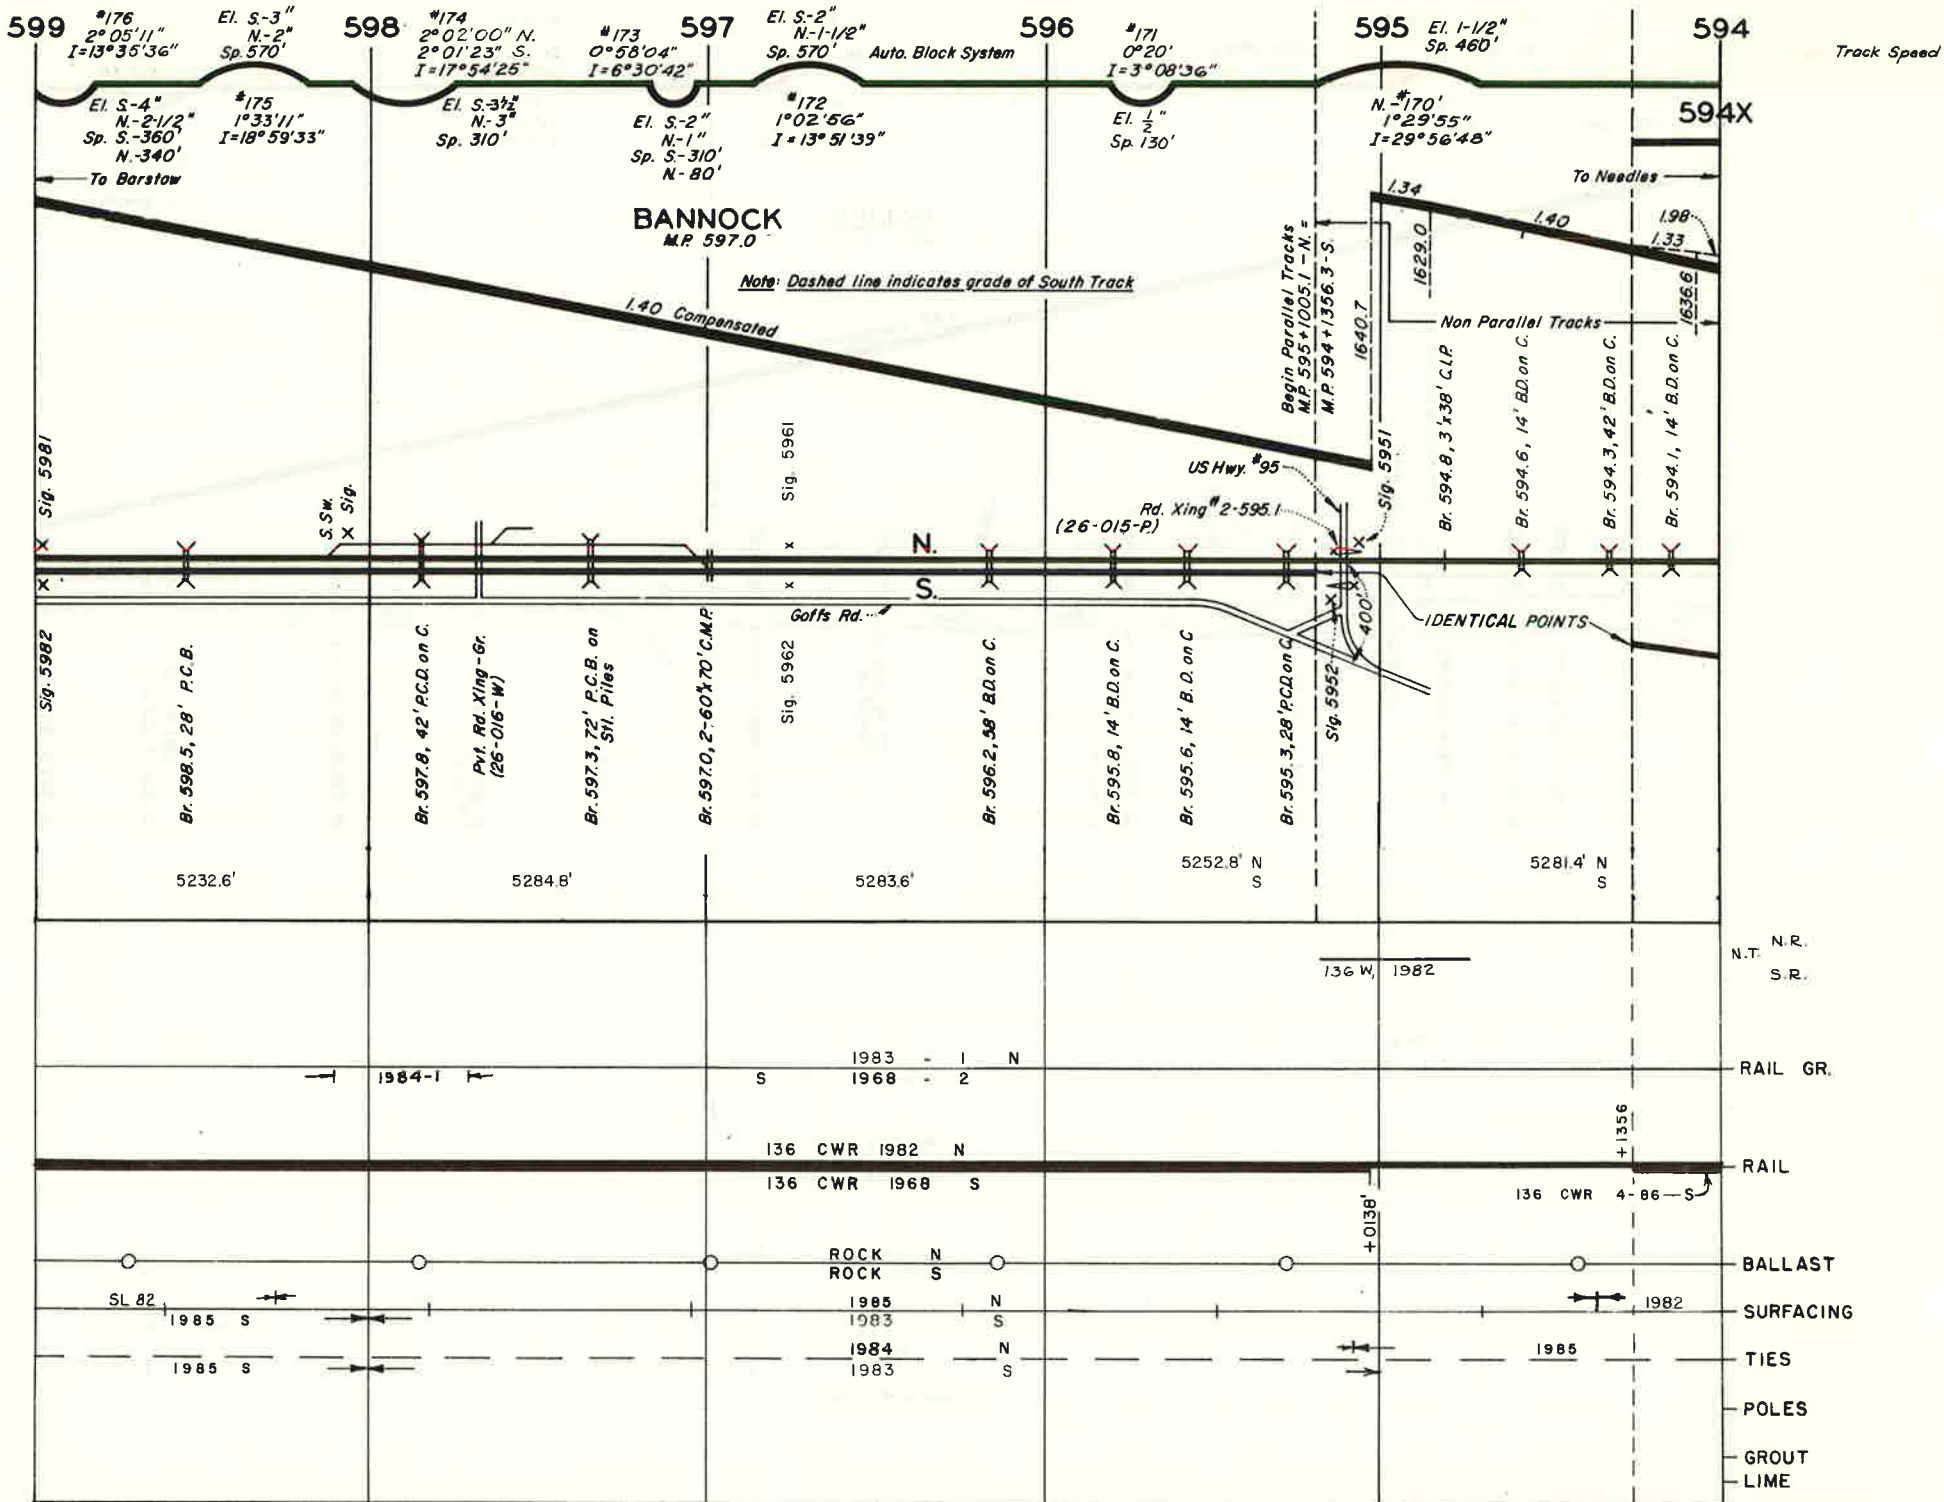 599
#176
2°05'11"
I=13°35'36"
El. S.-3"
N.-2"
Sp. 570'
598
#174
2°02'00" N.
2°01'23" S.
I=17°54'25"
#173
0°58'04"
I=6°30'42"
597
El. S.-2"
N.-1-1/2"
Sp. 570'
Auto. Block System
596
#171
0°20'
I=3°08'36"
595
El. 1-1/2"
Sp. 460'
594
Track Speed
El. S.-4"
N.-2-1/2"
Sp. S.-360'
N.-340'
#175
1°33'11"
I=18°59'33"
El. S.-3½"
N.-3"
Sp. 310'
El. S.-2"
N.-1"
Sp. S.-310'
N.-80'
#172
1°02'56"
I=13°51'39"
El. ½"
Sp. 130'
N.-#170'
1°29'55"
I=29°56'48"
594X
To Barstow
To Needles
BANNOCK
M.P. 597.0
Note: Dashed line indicates grade of South Track
1.40 Compensated
Begin Parallel Tracks
M.P. 595+1005.1-N. =
M.P. 594+1356.3-S.
1640.7
1.34
1629.0
1.40
1.98
1.33
1636.6
Non Parallel Tracks
Sig. 5981
S. Sw.
X Sig.
Sig. 5961
US Hwy. #95
Rd. Xing #2-595.1
(26-015-P)
Sig. 5951
Br. 594.8, 3'x38' C.I.P.
Br. 594.6, 14' B.D. on C.
Br. 594.3, 42' B.D. on C.
Br. 594.1, 14' B.D. on C.
N.
S.
Goffs Rd.
400'
IDENTICAL POINTS
Sig. 5982
Br. 598.5, 28' P.C.B.
Br. 597.8, 42' P.C.D. on C.
Pvt. Rd. Xing-Gr.
(26-016-W)
Br. 597.3, 72' P.C.B. on
Stl. Piles
Br. 597.0, 2-60"x70' C.M.P.
Sig. 5962
Br. 596.2, 58' B.D. on C.
Br. 595.8, 14' B.D. on C
Br. 595.6, 14' B.D. on C
Br. 595.3, 28' P.C.D. on C
Sig. 5952
5232.6'
5284.8'
5283.6'
5252.8' N
S
5281.4' N
S
136 W, 1982
N.T. N.R.
S.R.
1983 - 1 N
1984-1
S 1968 - 2
RAIL GR.
136 CWR 1982 N
+1356
RAIL
136 CWR 1968 S
136 CWR 4-86-S
+0138'
ROCK N
ROCK S
BALLAST
SL 82
1985 N
1982
SURFACING
1985 S
1983 S
1984 N
1985
TIES
1985 S
1983 S
POLES
GROUT
LIME